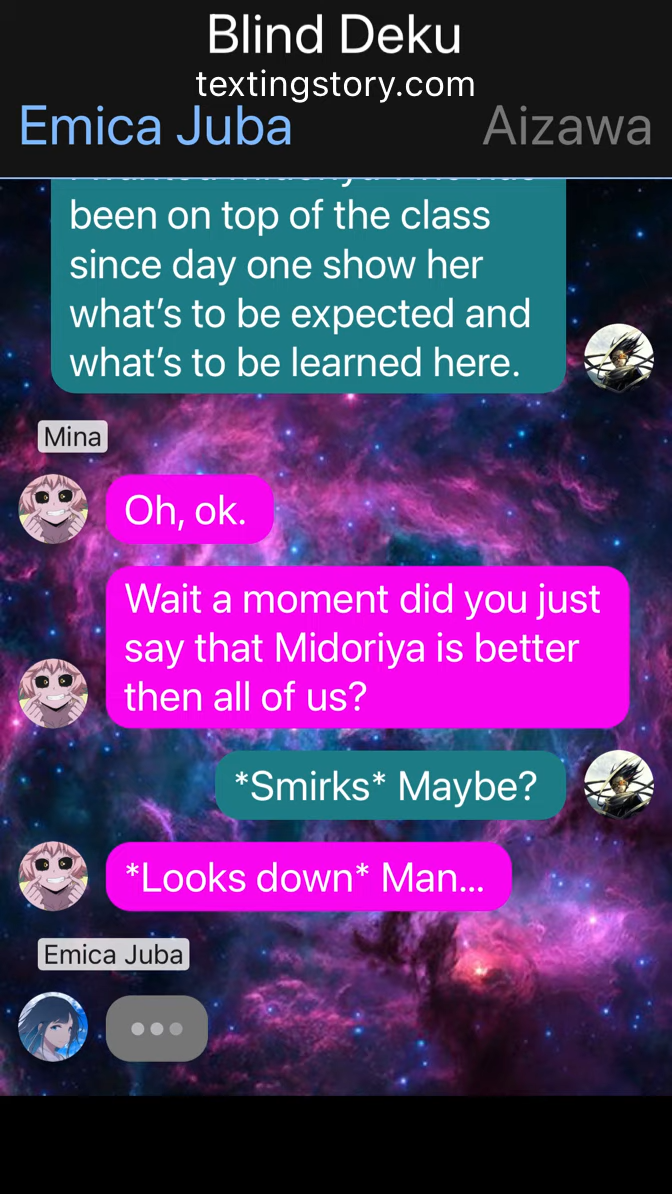 Blind Deku
textingstory.com
Emica Juba
Aizawa
been on top of the class
since day one show her
what’s to be expected and
what’s to be learned here.
Mina
Oh, ok.
Wait a moment did you just
say that Midoriya is better
then all of us?
*Smirks* Maybe?
*Looks down* Man...
Emica Juba